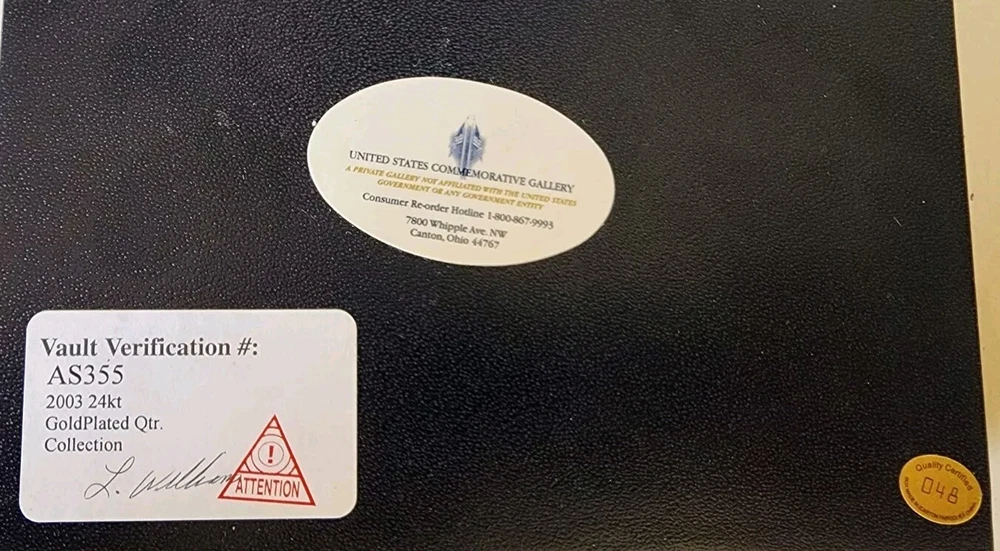 UNITED STATES COMMEMORATIVE GALLERY
A PRIVATE GALLERY NOT AFFILIATED WITH THE UNITED STATES
GOVERNMENT OR ANY GOVERNMENT ENTITY
Consumer Re-order Hotline 1-800-867-9993
7800 Whipple Ave. NW
Canton, Ohio 44767
Vault Verification #:
AS355
2003 24kt
GoldPlated Qtr.
Collection
L. William
!
ATTENTION
Quality Certified
048